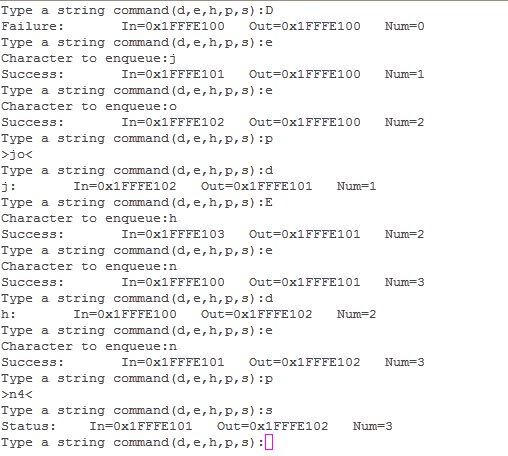 Type a string command(d,e,h,p,s):D
Failure:       In=0x1FFFE100   Out=0x1FFFE100   Num=0
Type a string command(d,e,h,p,s):e
Character to enqueue:j
Success:       In=0x1FFFE101   Out=0x1FFFE100   Num=1
Type a string command(d,e,h,p,s):e
Character to enqueue:o
Success:       In=0x1FFFE102   Out=0x1FFFE100   Num=2
Type a string command(d,e,h,p,s):p
>jo<
Type a string command(d,e,h,p,s):d
j:       In=0x1FFFE102   Out=0x1FFFE101   Num=1
Type a string command(d,e,h,p,s):E
Character to enqueue:h
Success:       In=0x1FFFE103   Out=0x1FFFE101   Num=2
Type a string command(d,e,h,p,s):e
Character to enqueue:n
Success:       In=0x1FFFE100   Out=0x1FFFE101   Num=3
Type a string command(d,e,h,p,s):d
h:       In=0x1FFFE100   Out=0x1FFFE102   Num=2
Type a string command(d,e,h,p,s):e
Character to enqueue:n
Success:       In=0x1FFFE101   Out=0x1FFFE102   Num=3
Type a string command(d,e,h,p,s):p
>n4<
Type a string command(d,e,h,p,s):s
Status:    In=0x1FFFE101   Out=0x1FFFE102   Num=3
Type a string command(d,e,h,p,s):